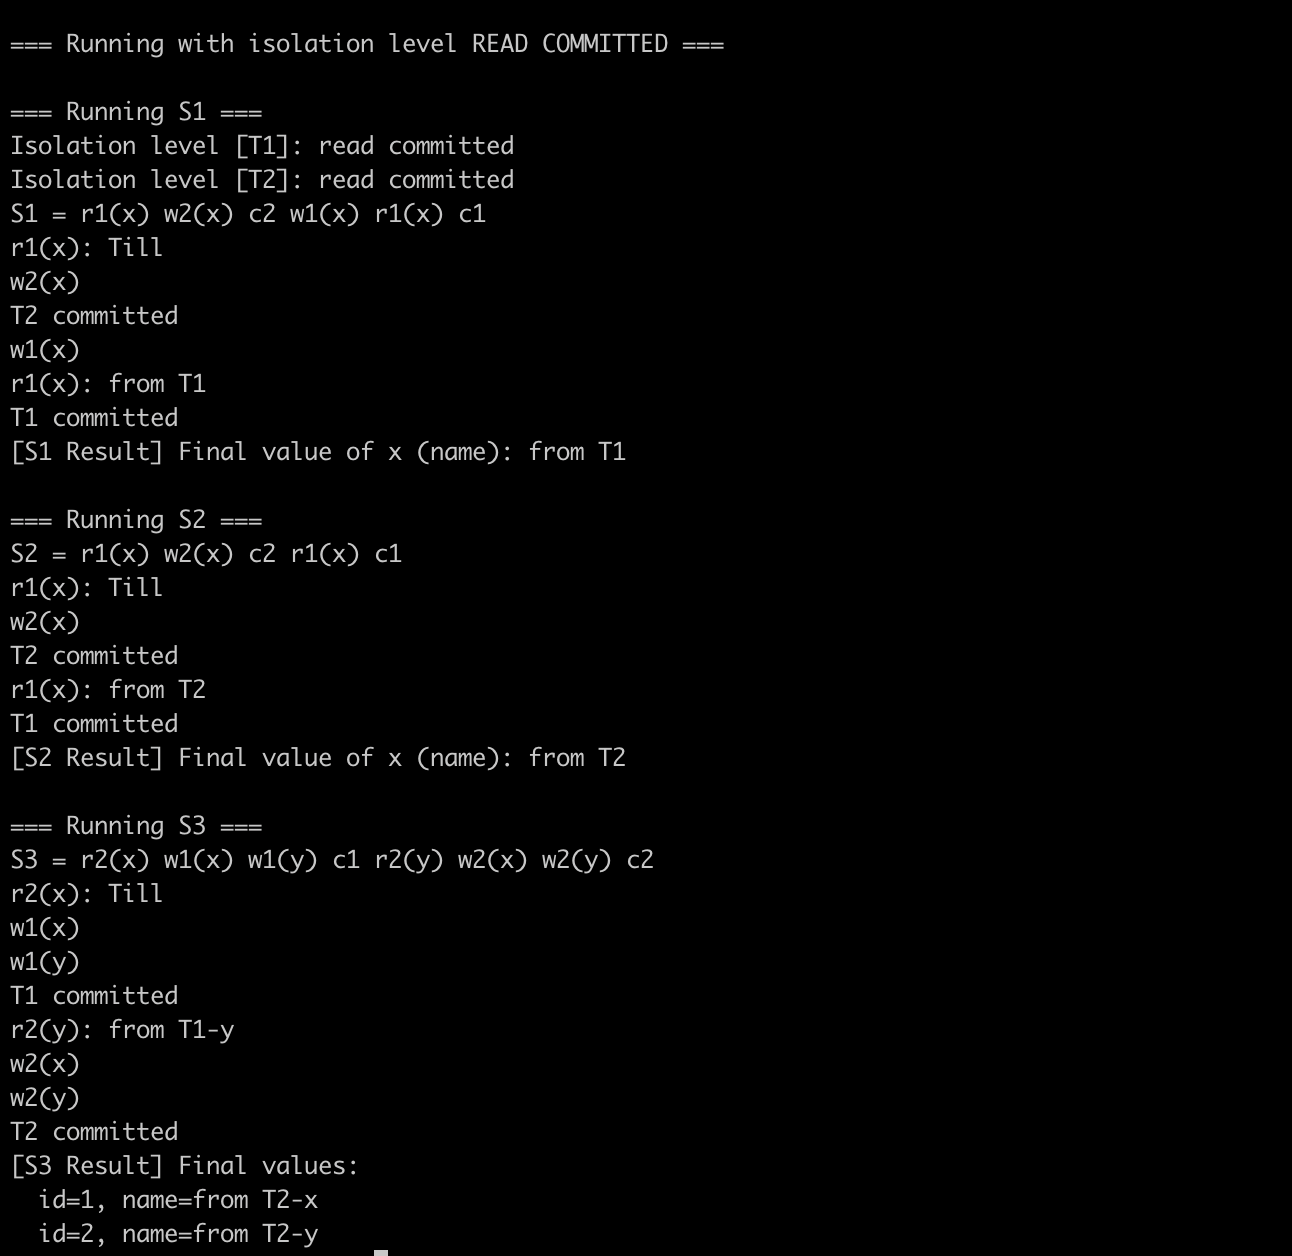 === Running with isolation level READ COMMITTED ===
=== Running S1 ===
Isolation level [T1]: read committed
Isolation level [T2]: read committed
S1 = r1(x) w2(x) c2 w1(x) r1(x) c1
r1(x): Till
w2(x)
T2 committed
w1(x)
r1(x): from T1
T1 committed
[S1 Result] Final value of x (name): from T1
=== Running S2 ===
S2 = r1(x) w2(x) c2 r1(x) c1
r1(x): Till
w2(x)
T2 committed
r1(x): from T2
T1 committed
[S2 Result] Final value of x (name): from T2
=== Running S3 ===
S3 = r2(x) w1(x) w1(y) c1 r2(y) w2(x) w2(y) c2
r2(x): Till
w1(x)
w1(y)
T1 committed
r2(y): from T1-y
w2(x)
w2(y)
T2 committed
[S3 Result] Final values:
  id=1, name=from T2-x
  id=2, name=from T2-y